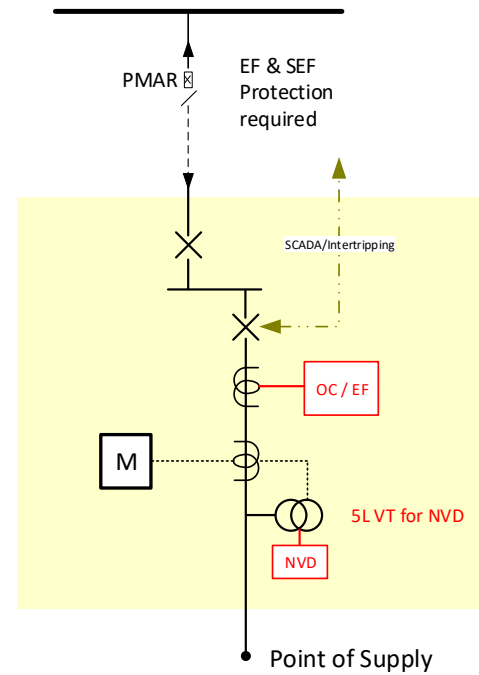 PMAR
EF & SEF
Protection
required
SCADA/Intertripping
OC / EF
M
5L VT for NVD
NVD
Point of Supply